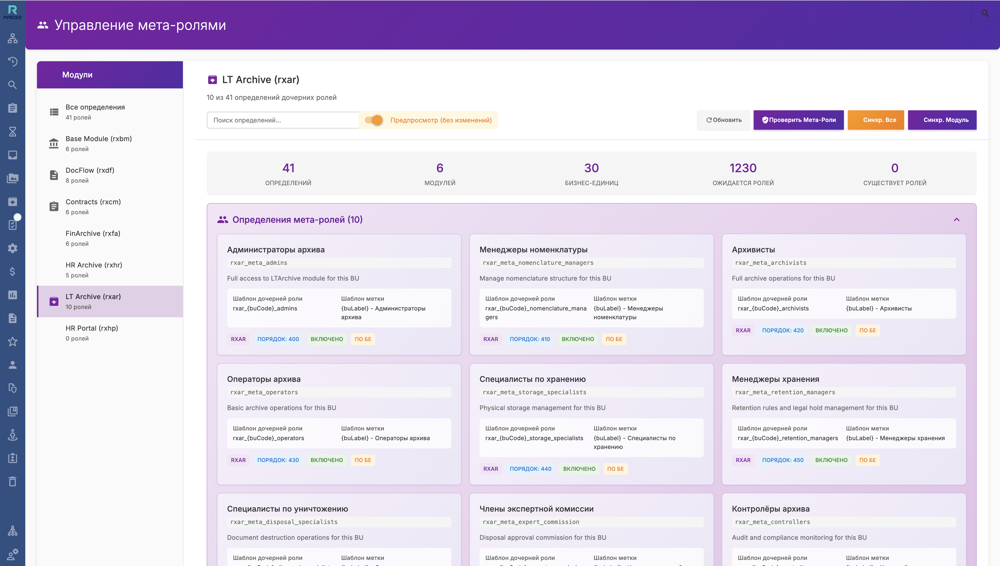 РУКСЕО
Управление мета-ролями
Модули
Все определения
41 ролей
Base Module (rxbm)
6 ролей
DocFlow (rxdf)
8 ролей
Contracts (rxcm)
6 ролей
FinArchive (rxfa)
6 ролей
HR Archive (rxhr)
5 ролей
LT Archive (rxar)
10 ролей
HR Portal (rxhp)
0 ролей
LT Archive (rxar)
10 из 41 определений дочерних ролей
Поиск определений...
Предпросмотр (без изменений)
Обновить
Проверить Мета-Роли
Синхр. Все
Синхр. Модуль
41
ОПРЕДЕЛЕНИЙ
6
МОДУЛЕЙ
30
БИЗНЕС-ЕДИНИЦ
1230
ОЖИДАЕТСЯ РОЛЕЙ
0
СУЩЕСТВУЕТ РОЛЕЙ
Определения мета-ролей (10)
Администраторы архива
rxar_meta_admins
Full access to LTArchive module for this BU
Шаблон дочерней роли
rxar_{buCode}_admins
Шаблон метки
{buLabel} - Администраторы
архива
RXAR ПОРЯДОК: 400 ВКЛЮЧЕНО ПО БЕ
Менеджеры номенклатуры
rxar_meta_nomenclature_managers
Manage nomenclature structure for this BU
Шаблон дочерней роли
rxar_{buCode}_nomenclature_mana
gers
Шаблон метки
{buLabel} - Менеджеры
номенклатуры
RXAR ПОРЯДОК: 410 ВКЛЮЧЕНО ПО БЕ
Архивисты
rxar_meta_archivists
Full archive operations for this BU
Шаблон дочерней роли
rxar_{buCode}_archivists
Шаблон метки
{buLabel} - Архивисты
RXAR ПОРЯДОК: 420 ВКЛЮЧЕНО ПО БЕ
Операторы архива
rxar_meta_operators
Basic archive operations for this BU
Шаблон дочерней роли
rxar_{buCode}_operators
Шаблон метки
{buLabel} - Операторы архива
RXAR ПОРЯДОК: 430 ВКЛЮЧЕНО ПО БЕ
Специалисты по хранению
rxar_meta_storage_specialists
Physical storage management for this BU
Шаблон дочерней роли
rxar_{buCode}_storage_specialists
Шаблон метки
{buLabel} - Специалисты по
хранению
RXAR ПОРЯДОК: 440 ВКЛЮЧЕНО ПО БЕ
Менеджеры хранения
rxar_meta_retention_managers
Retention rules and legal hold management for this BU
Шаблон дочерней роли
rxar_{buCode}_retention_managers
Шаблон метки
{buLabel} - Менеджеры хранения
RXAR ПОРЯДОК: 450 ВКЛЮЧЕНО ПО БЕ
Специалисты по уничтожению
rxar_meta_disposal_specialists
Document destruction operations for this BU
Шаблон дочерней роли
Шаблон метки
Члены экспертной комиссии
rxar_meta_expert_commission
Disposal approval commission for this BU
Шаблон дочерней роли
Шаблон метки
Контролёры архива
rxar_meta_controllers
Audit and compliance monitoring for this BU
Шаблон дочерней роли
Шаблон метки